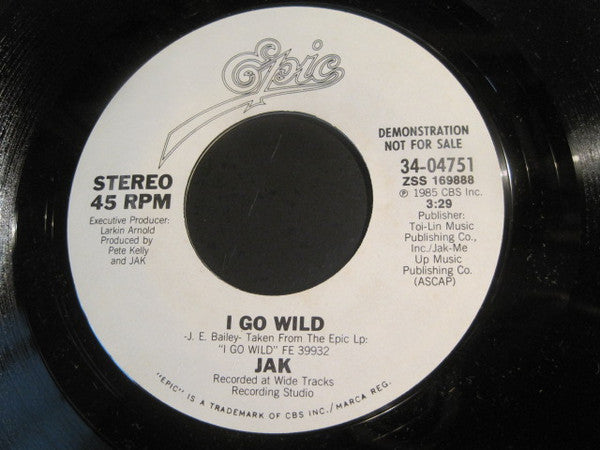 Epic
DEMONSTRATION
NOT FOR SALE
STEREO
45 RPM
Executive Producer:
Larkin Arnold
Produced by
Pete Kelly
and JAK
34-04751
ZSS 169888
℗ 1985 CBS Inc.
3:29
Publisher:
Toi-Lin Music
Publishing Co.,
Inc./Jak-Me
Up Music
Publishing Co.
(ASCAP)
I GO WILD
-J. E. Bailey- Taken From The Epic Lp:
"I GO WILD" FE 39932
JAK
Recorded at Wide Tracks
Recording Studio
"EPIC" IS A TRADEMARK OF CBS INC./MARCA REG.